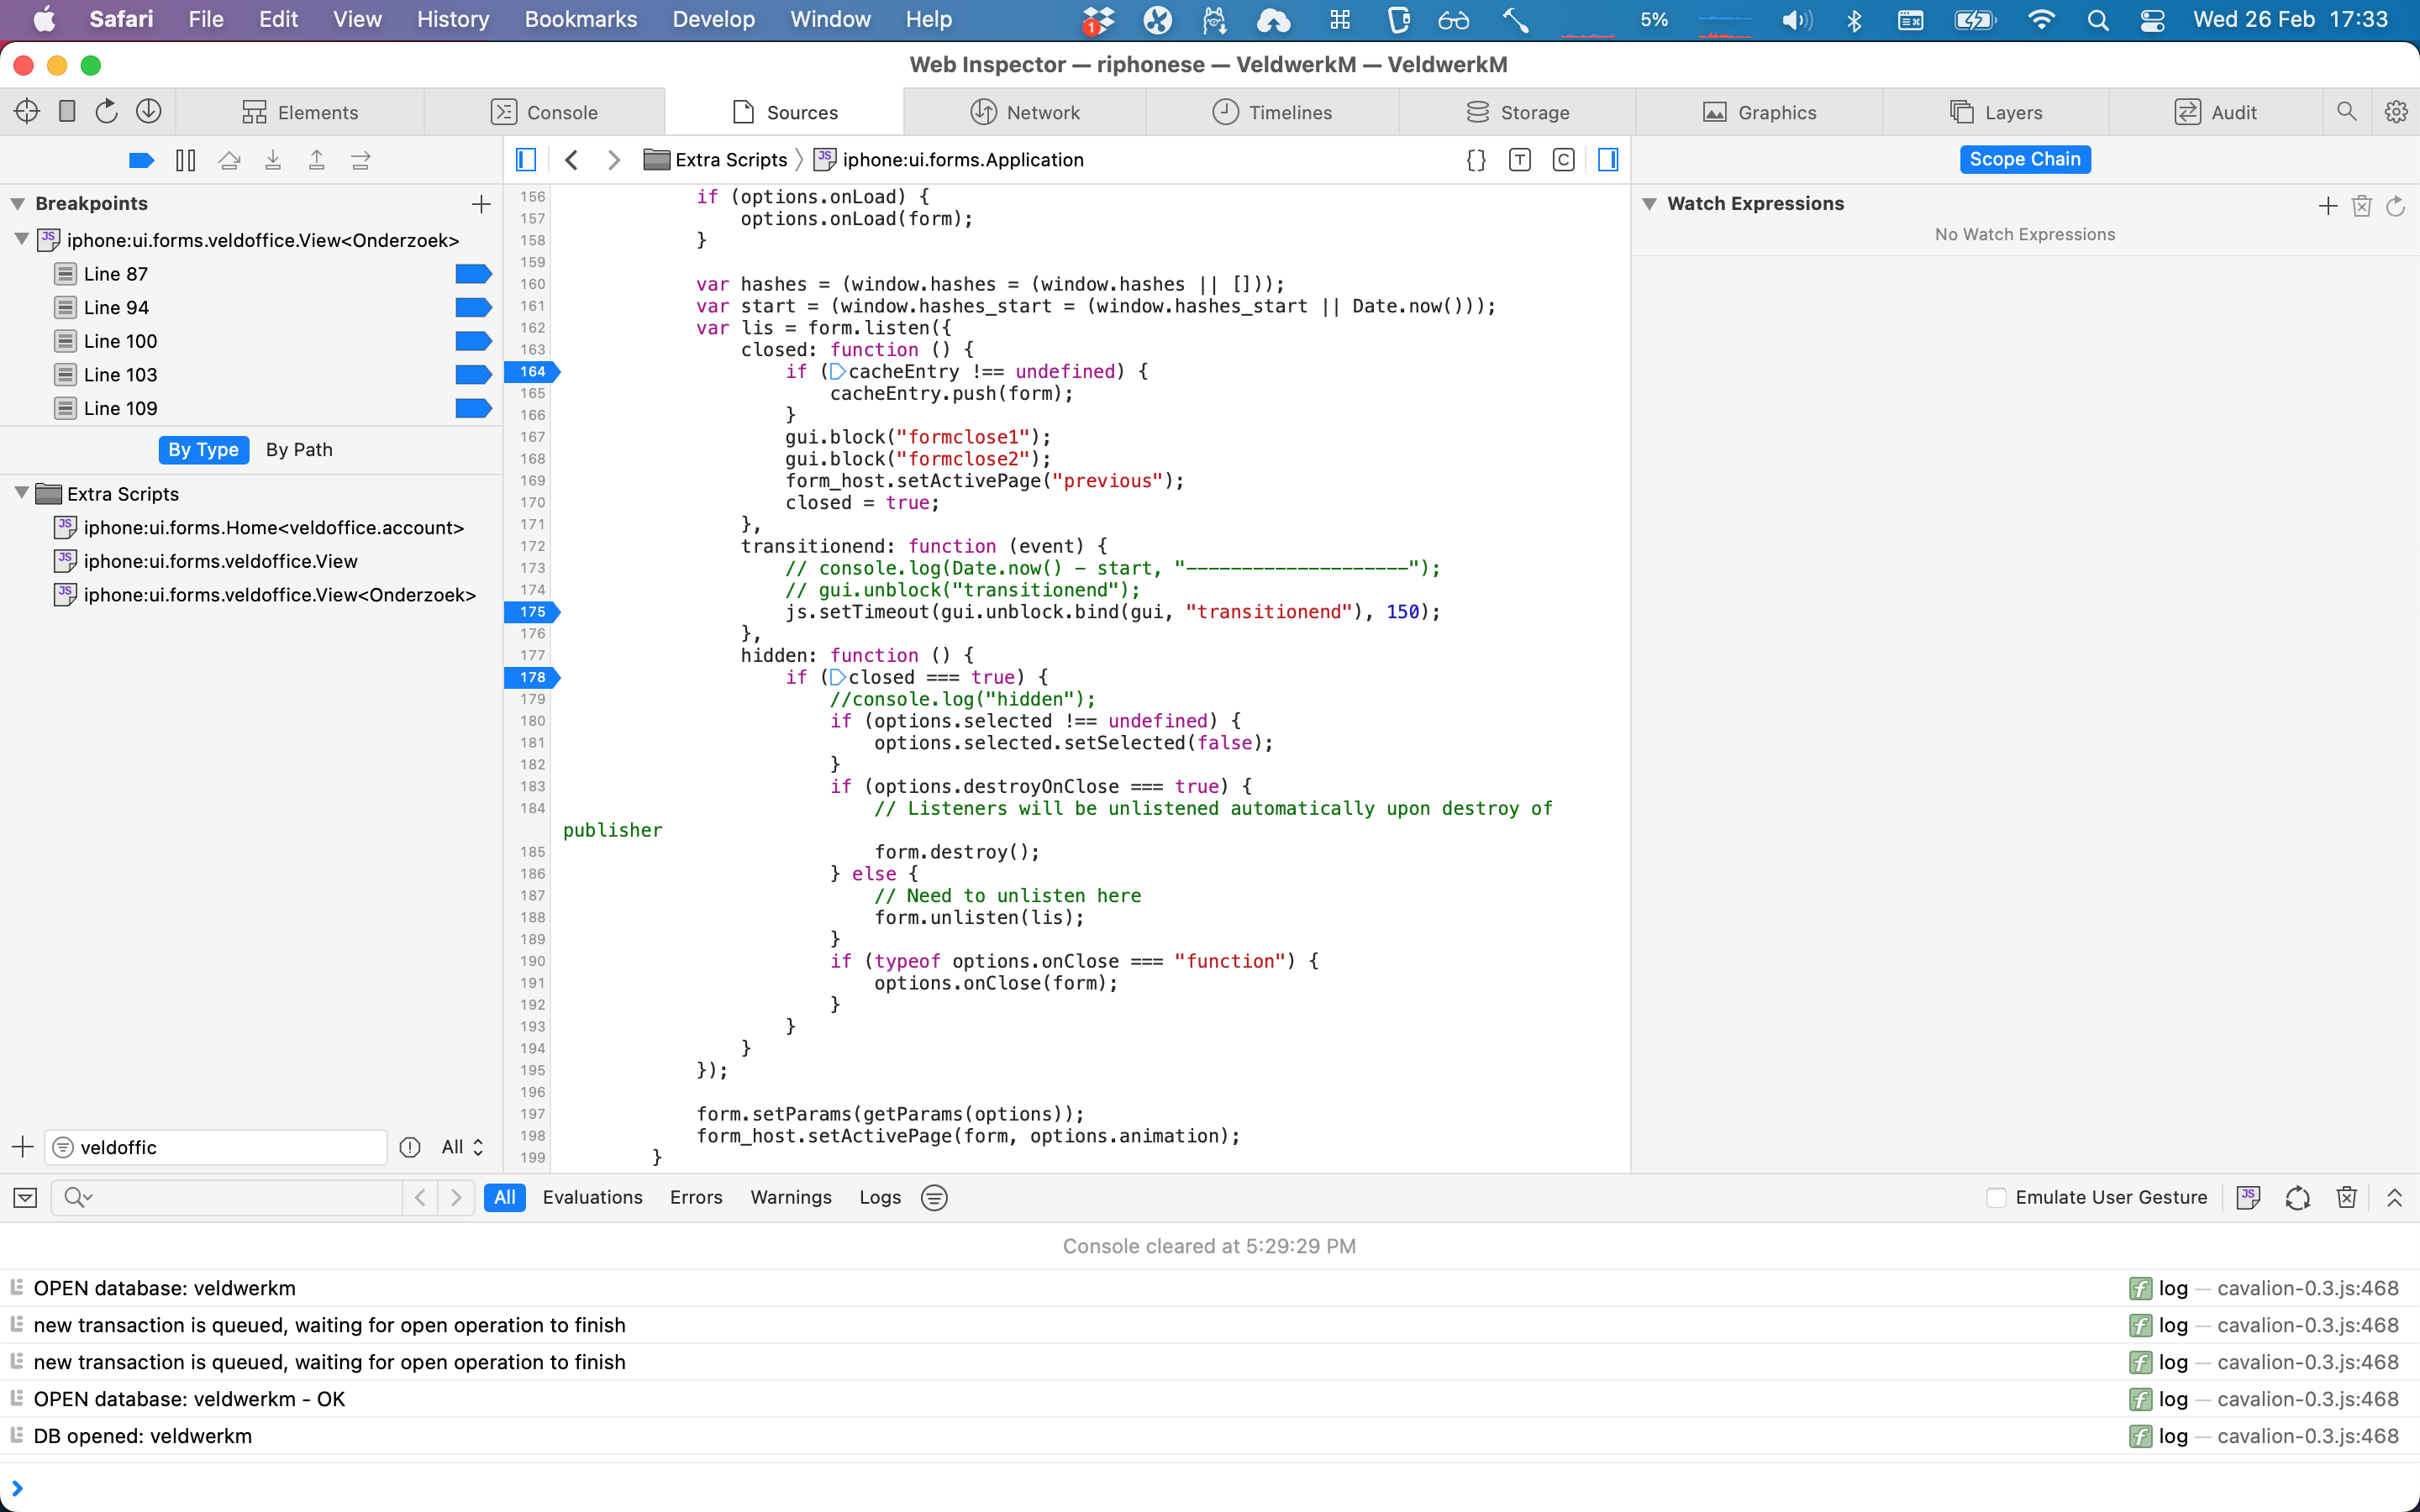 Safari File Edit View History Bookmarks Develop Window Help 1 5% Wed 26 Feb 17:33
Web Inspector — riphonese — VeldwerkM — VeldwerkM
Elements Console Sources Network Timelines Storage Graphics Layers Audit
Extra Scripts iphone:ui.forms.Application {} T C Scope Chain
Breakpoints
iphone:ui.forms.veldoffice.View<Onderzoek>
Line 87
Line 94
Line 100
Line 103
Line 109
By Type By Path
Extra Scripts
iphone:ui.forms.Home<veldoffice.account>
iphone:ui.forms.veldoffice.View
iphone:ui.forms.veldoffice.View<Onderzoek>
veldoffic All
156 if (options.onLoad) {
157 options.onLoad(form);
158 }
159
160 var hashes = (window.hashes = (window.hashes || []));
161 var start = (window.hashes_start = (window.hashes_start || Date.now()));
162 var lis = form.listen({
163 closed: function () {
164 if (cacheEntry !== undefined) {
165 cacheEntry.push(form);
166 }
167 gui.block("formclose1");
168 gui.block("formclose2");
169 form_host.setActivePage("previous");
170 closed = true;
171 },
172 transitionend: function (event) {
173 // console.log(Date.now() - start, "--------------------");
174 // gui.unblock("transitionend");
175 js.setTimeout(gui.unblock.bind(gui, "transitionend"), 150);
176 },
177 hidden: function () {
178 if (closed === true) {
179 //console.log("hidden");
180 if (options.selected !== undefined) {
181 options.selected.setSelected(false);
182 }
183 if (options.destroyOnClose === true) {
184 // Listeners will be unlistened automatically upon destroy of
publisher
185 form.destroy();
186 } else {
187 // Need to unlisten here
188 form.unlisten(lis);
189 }
190 if (typeof options.onClose === "function") {
191 options.onClose(form);
192 }
193 }
194 }
195 });
196
197 form.setParams(getParams(options));
198 form_host.setActivePage(form, options.animation);
199 }
Watch Expressions
No Watch Expressions
All Evaluations Errors Warnings Logs Emulate User Gesture
Console cleared at 5:29:29 PM
OPEN database: veldwerkm f log — cavalion-0.3.js:468
new transaction is queued, waiting for open operation to finish f log — cavalion-0.3.js:468
new transaction is queued, waiting for open operation to finish f log — cavalion-0.3.js:468
OPEN database: veldwerkm - OK f log — cavalion-0.3.js:468
DB opened: veldwerkm f log — cavalion-0.3.js:468